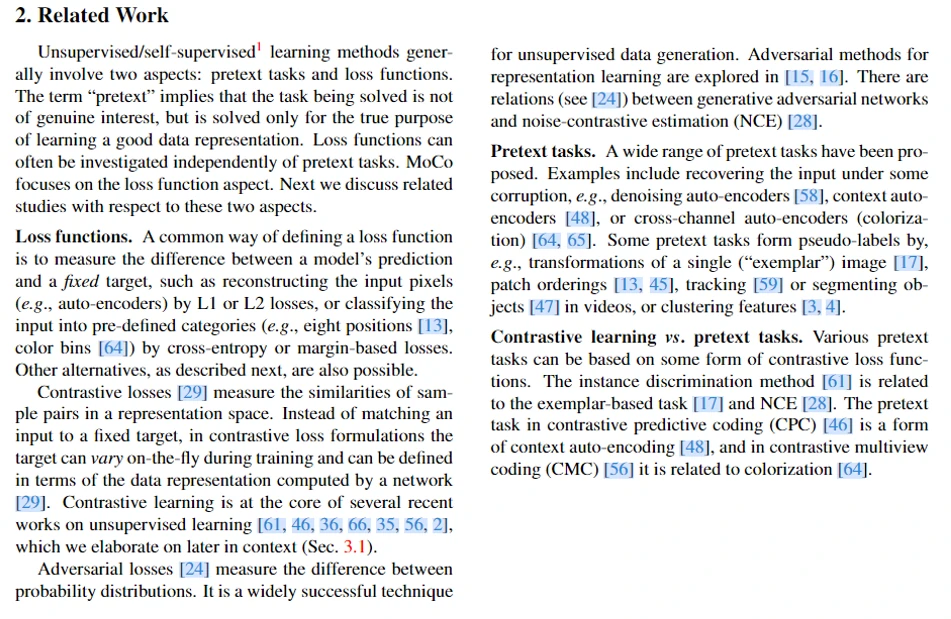 2. Related Work
Unsupervised/self-supervised¹ learning methods gener-
ally involve two aspects: pretext tasks and loss functions.
The term “pretext” implies that the task being solved is not
of genuine interest, but is solved only for the true purpose
of learning a good data representation. Loss functions can
often be investigated independently of pretext tasks. MoCo
focuses on the loss function aspect. Next we discuss related
studies with respect to these two aspects.
Loss functions. A common way of defining a loss function
is to measure the difference between a model’s prediction
and a fixed target, such as reconstructing the input pixels
(e.g., auto-encoders) by L1 or L2 losses, or classifying the
input into pre-defined categories (e.g., eight positions [13],
color bins [64]) by cross-entropy or margin-based losses.
Other alternatives, as described next, are also possible.
Contrastive losses [29] measure the similarities of sam-
ple pairs in a representation space. Instead of matching an
input to a fixed target, in contrastive loss formulations the
target can vary on-the-fly during training and can be defined
in terms of the data representation computed by a network
[29]. Contrastive learning is at the core of several recent
works on unsupervised learning [61, 46, 36, 66, 35, 56, 2],
which we elaborate on later in context (Sec. 3.1).
Adversarial losses [24] measure the difference between
probability distributions. It is a widely successful technique
for unsupervised data generation. Adversarial methods for
representation learning are explored in [15, 16]. There are
relations (see [24]) between generative adversarial networks
and noise-contrastive estimation (NCE) [28].
Pretext tasks. A wide range of pretext tasks have been pro-
posed. Examples include recovering the input under some
corruption, e.g., denoising auto-encoders [58], context auto-
encoders [48], or cross-channel auto-encoders (coloriza-
tion) [64, 65]. Some pretext tasks form pseudo-labels by,
e.g., transformations of a single (“exemplar”) image [17],
patch orderings [13, 45], tracking [59] or segmenting ob-
jects [47] in videos, or clustering features [3, 4].
Contrastive learning vs. pretext tasks. Various pretext
tasks can be based on some form of contrastive loss func-
tions. The instance discrimination method [61] is related
to the exemplar-based task [17] and NCE [28]. The pretext
task in contrastive predictive coding (CPC) [46] is a form
of context auto-encoding [48], and in contrastive multiview
coding (CMC) [56] it is related to colorization [64].